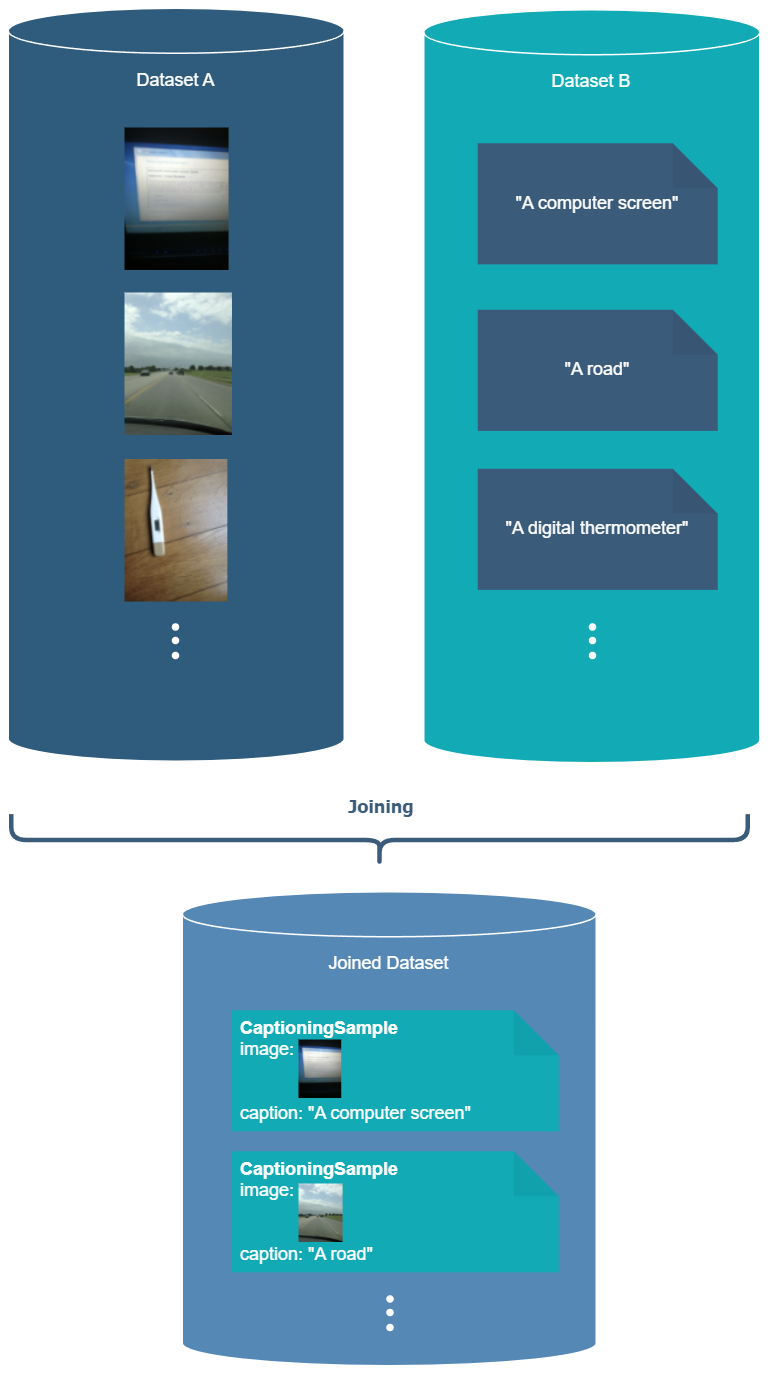 Dataset A
Dataset B
"A computer screen"
"A road"
"A digital thermometer"
Joining
Joined Dataset
CaptioningSample
image:
caption: "A computer screen"
CaptioningSample
image:
caption: "A road"